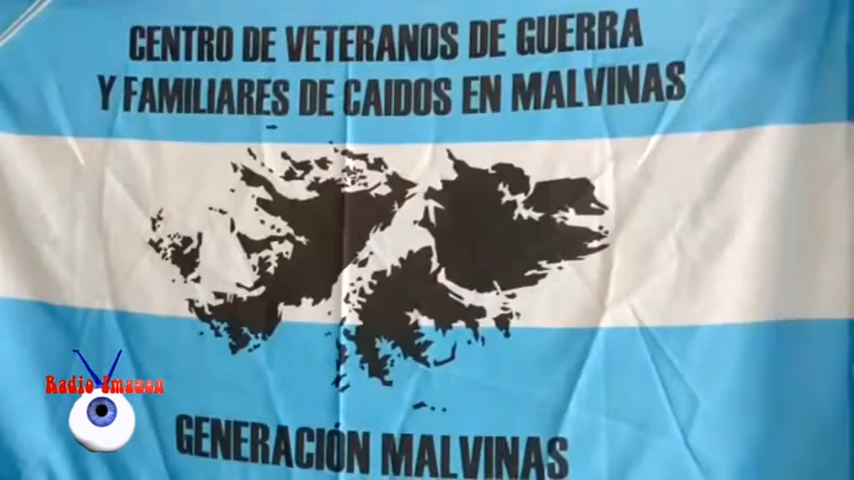 CENTRO DE VETERANOS DE GUERRA
Y FAMILIARES DE CAIDOS EN MALVINAS
Radio Imagen
GENERACIÓN MALVINAS